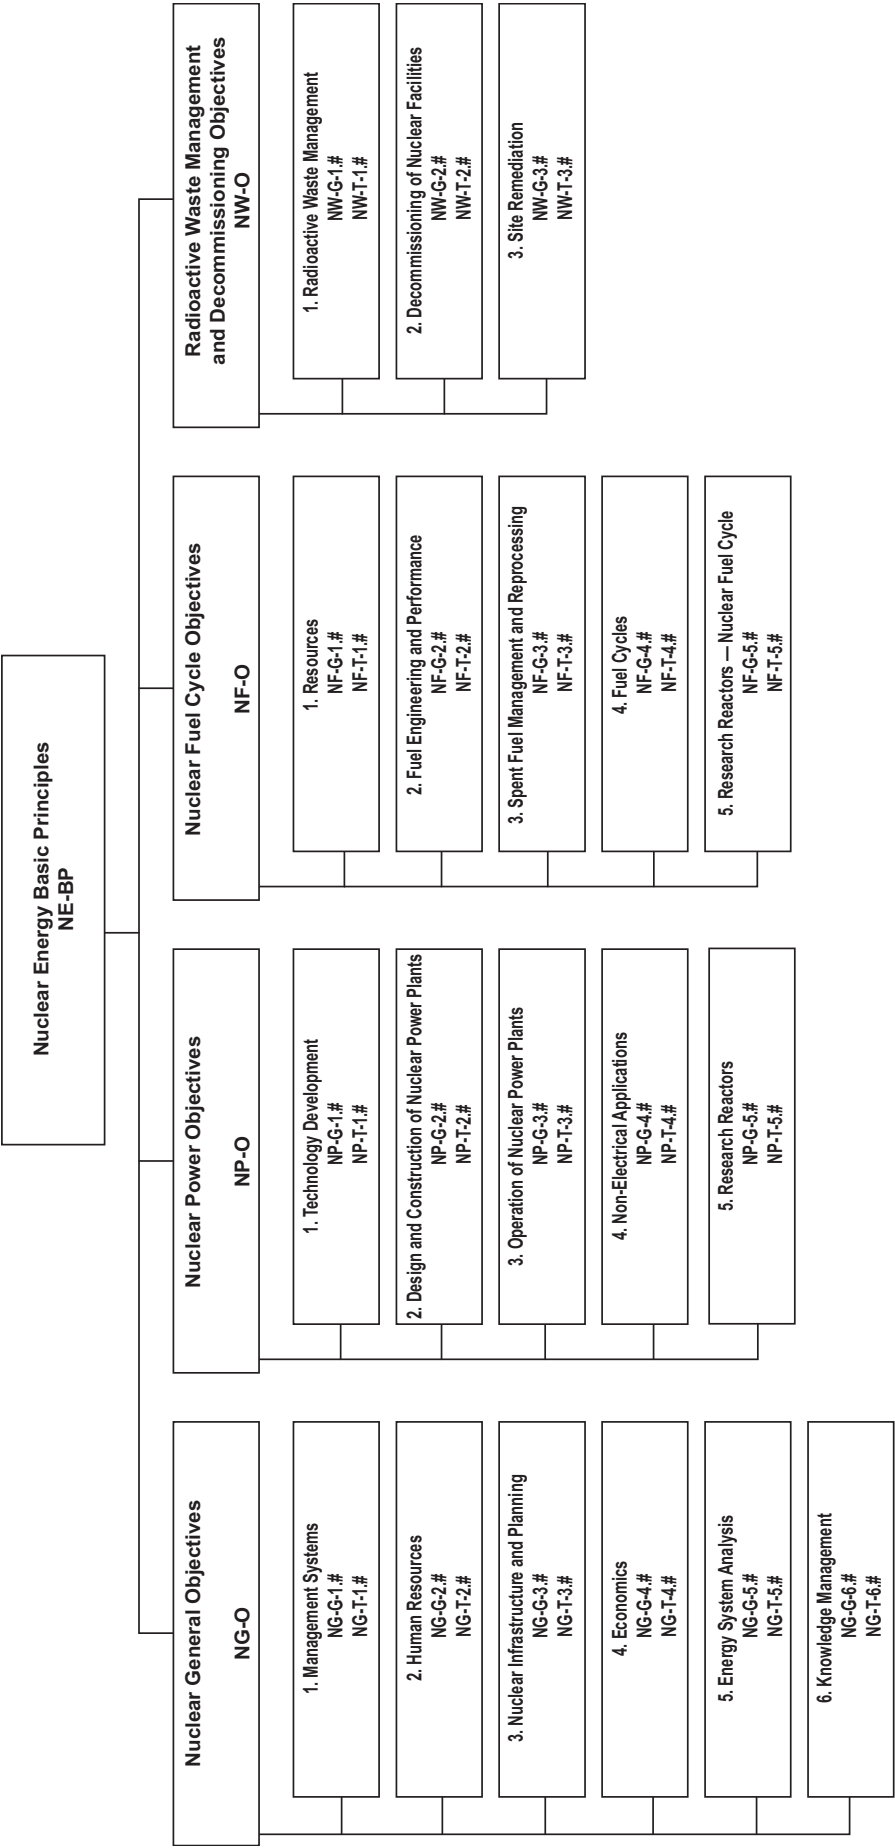 Nuclear Energy Basic Principles
NE-BP
Nuclear General Objectives
NG-O
1. Management Systems
NG-G-1.#
NG-T-1.#
2. Human Resources
NG-G-2.#
NG-T-2.#
3. Nuclear Infrastructure and Planning
NG-G-3.#
NG-T-3.#
4. Economics
NG-G-4.#
NG-T-4.#
5. Energy System Analysis
NG-G-5.#
NG-T-5.#
6. Knowledge Management
NG-G-6.#
NG-T-6.#
Nuclear Power Objectives
NP-O
1. Technology Development
NP-G-1.#
NP-T-1.#
2. Design and Construction of Nuclear Power Plants
NP-G-2.#
NP-T-2.#
3. Operation of Nuclear Power Plants
NP-G-3.#
NP-T-3.#
4. Non-Electrical Applications
NP-G-4.#
NP-T-4.#
5. Research Reactors
NP-G-5.#
NP-T-5.#
Nuclear Fuel Cycle Objectives
NF-O
1. Resources
NF-G-1.#
NF-T-1.#
2. Fuel Engineering and Performance
NF-G-2.#
NF-T-2.#
3. Spent Fuel Management and Reprocessing
NF-G-3.#
NF-T-3.#
4. Fuel Cycles
NF-G-4.#
NF-T-4.#
5. Research Reactors — Nuclear Fuel Cycle
NF-G-5.#
NF-T-5.#
Radioactive Waste Management
and Decommissioning Objectives
NW-O
1. Radioactive Waste Management
NW-G-1.#
NW-T-1.#
2. Decommissioning of Nuclear Facilities
NW-G-2.#
NW-T-2.#
3. Site Remediation
NW-G-3.#
NW-T-3.#